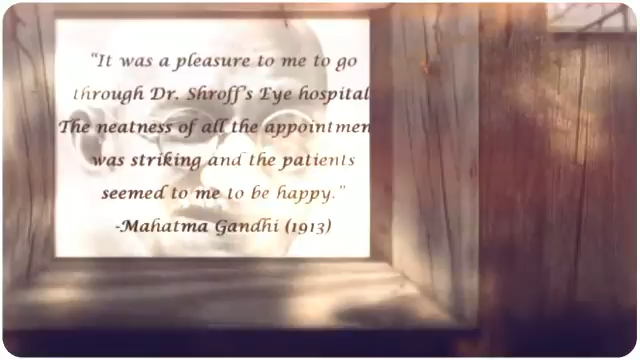 “It was a pleasure to me to go
through Dr. Shroff's Eye hospital
The neatness of all the appointmen
was striking and the patients
seemed to me to be happy.”
-Mahatma Gandhi (1913)